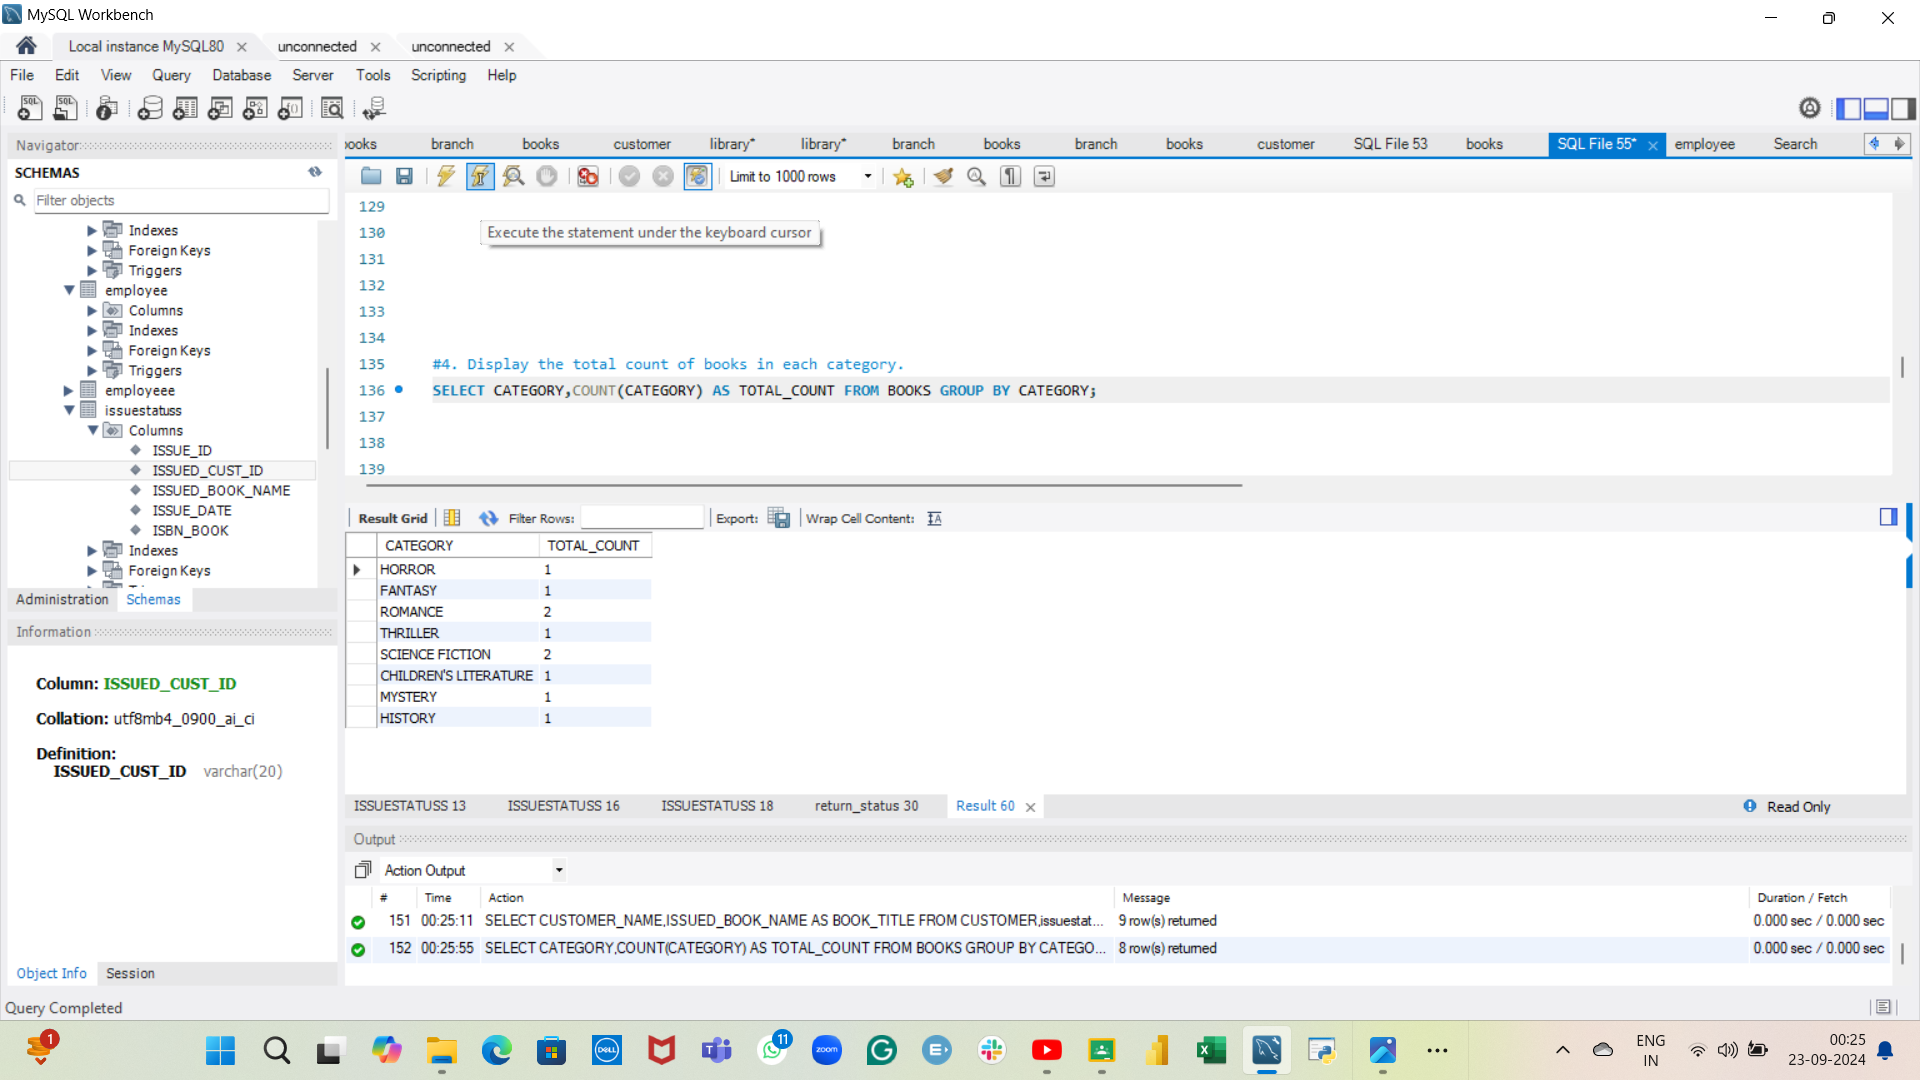 MySQL Workbench
Local instance MySQL80
unconnected
unconnected
File Edit View Query Database Server Tools Scripting Help
Navigator
SCHEMAS
Filter objects
Indexes
Foreign Keys
Triggers
employee
Columns
Indexes
Foreign Keys
Triggers
employeee
issuestatuss
Columns
ISSUE_ID
ISSUED_CUST_ID
ISSUED_BOOK_NAME
ISSUE_DATE
ISBN_BOOK
Indexes
Foreign Keys
Administration Schemas
Information
Column: ISSUED_CUST_ID
Collation: utf8mb4_0900_ai_ci
Definition:
ISSUED_CUST_ID varchar(20)
Object Info Session
Query Completed
ooks branch books customer library* library* branch books branch books customer SQL File 53 books SQL File 55* employee Search
Limit to 1000 rows
129
130
Execute the statement under the keyboard cursor
131
132
133
134
135 #4. Display the total count of books in each category.
136 SELECT CATEGORY,COUNT(CATEGORY) AS TOTAL_COUNT FROM BOOKS GROUP BY CATEGORY;
137
138
139
Result Grid Filter Rows: Export: Wrap Cell Content:
CATEGORY TOTAL_COUNT
HORROR 1
FANTASY 1
ROMANCE 2
THRILLER 1
SCIENCE FICTION 2
CHILDREN'S LITERATURE 1
MYSTERY 1
HISTORY 1
ISSUESTATUSS 13 ISSUESTATUSS 16 ISSUESTATUSS 18 return_status 30 Result 60 Read Only
Output
Action Output
# Time Action Message Duration / Fetch
151 00:25:11 SELECT CUSTOMER_NAME,ISSUED_BOOK_NAME AS BOOK_TITLE FROM CUSTOMER,issuestat... 9 row(s) returned 0.000 sec / 0.000 sec
152 00:25:55 SELECT CATEGORY,COUNT(CATEGORY) AS TOTAL_COUNT FROM BOOKS GROUP BY CATEGO... 8 row(s) returned 0.000 sec / 0.000 sec
1
DELL
11
zoom
ENG
IN
00:25
23-09-2024